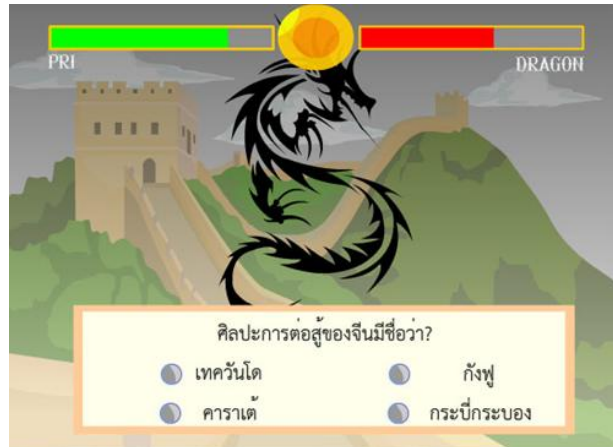 PRI DRAGON
ศิลปะการต่อสู้ของจีนมีชื่อว่า?
เทควันโด กังฟู
คาราเต้ กระบี่กระบอง